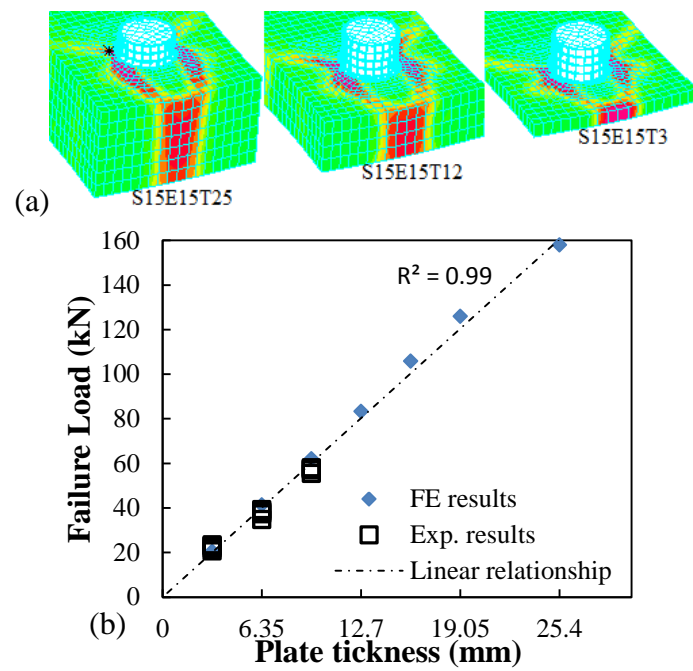 S15E15T25
S15E15T12
S15E15T3
(a)
160
140
120
100
80
60
40
20
0
Failure Load (kN)
R² = 0.99
FE results
Exp. results
Linear relationship
(b)
0 6.35 12.7 19.05 25.4
Plate tickness (mm)